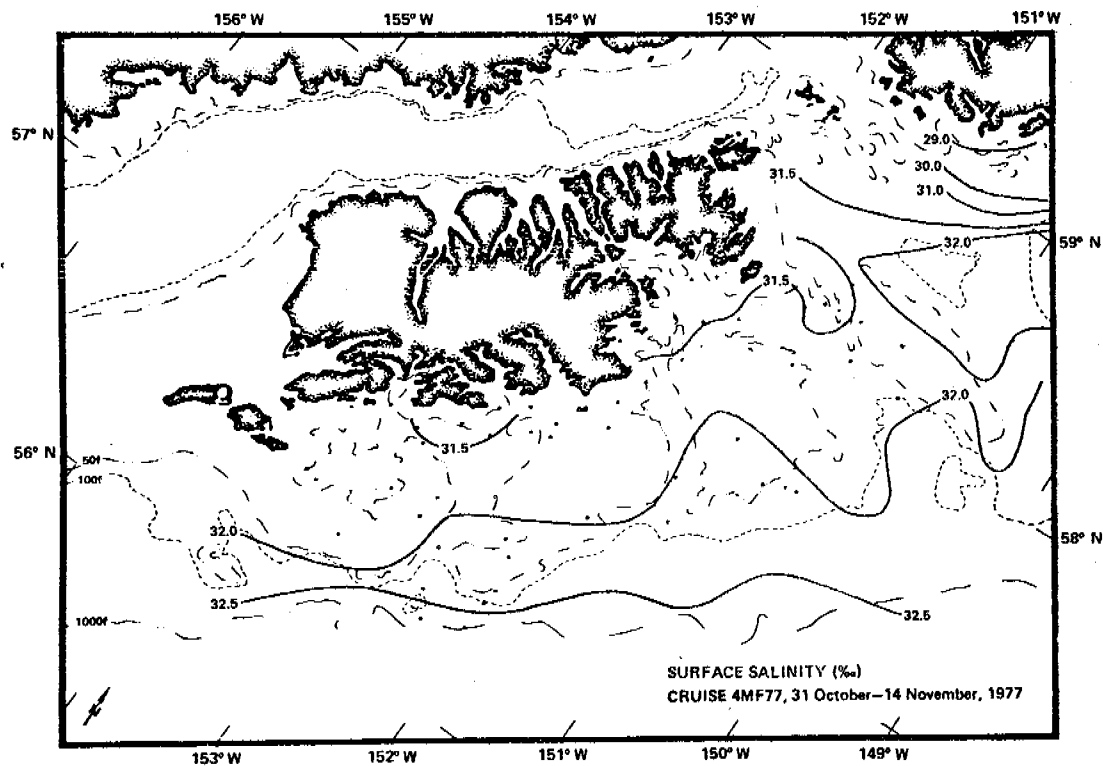 156° W 155° W 154° W 153° W 152° W 151° W
57° N
29.0
30.0
31.5
31.0
32.0
59° N
31.5
32.0
31.5
56° N
50f
100f
32.0
58° N
32.5
32.5
1000f
SURFACE SALINITY (‰)
CRUISE 4MF77, 31 October–14 November, 1977
N
153° W 152° W 151° W 150° W 149° W